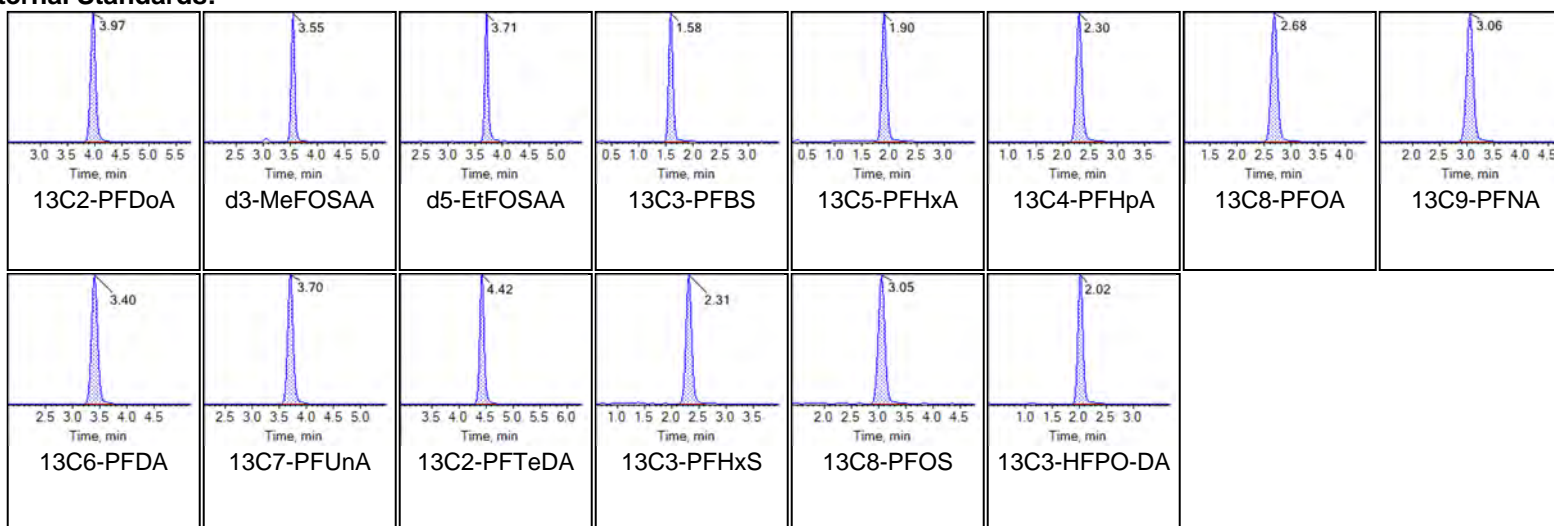 ternal Standards:
3.97
3.0 3.5 4.0 4.5 5.0 5.5
Time, min
13C2-PFDoA
3.55
2.5 3.0 3.5 4.0 4.5 5.0
Time, min
d3-MeFOSAA
3.71
2.5 3.0 3.5 4.0 4.5 5.0
Time, min
d5-EtFOSAA
1.58
0.5 1.0 1.5 2.0 2.5 3.0
Time, min
13C3-PFBS
1.90
0.5 1.0 1.5 2.0 2.5 3.0
Time, min
13C5-PFHxA
2.30
1.0 1.5 2.0 2.5 3.0 3.5
Time, min
13C4-PFHpA
2.68
1.5 2.0 2.5 3.0 3.5 4.0
Time, min
13C8-PFOA
3.06
2.0 2.5 3.0 3.5 4.0 4.5
Time, min
13C9-PFNA
3.40
2.5 3.0 3.5 4.0 4.5
Time, min
13C6-PFDA
3.70
2.5 3.0 3.5 4.0 4.5 5.0
Time, min
13C7-PFUnA
4.42
3.5 4.0 4.5 5.0 5.5 6.0
Time, min
13C2-PFTeDA
2.31
1.0 1.5 2.0 2.5 3.0 3.5
Time, min
13C3-PFHxS
3.05
2.0 2.5 3.0 3.5 4.0 4.5
Time, min
13C8-PFOS
2.02
1.0 1.5 2.0 2.5 3.0
Time, min
13C3-HFPO-DA